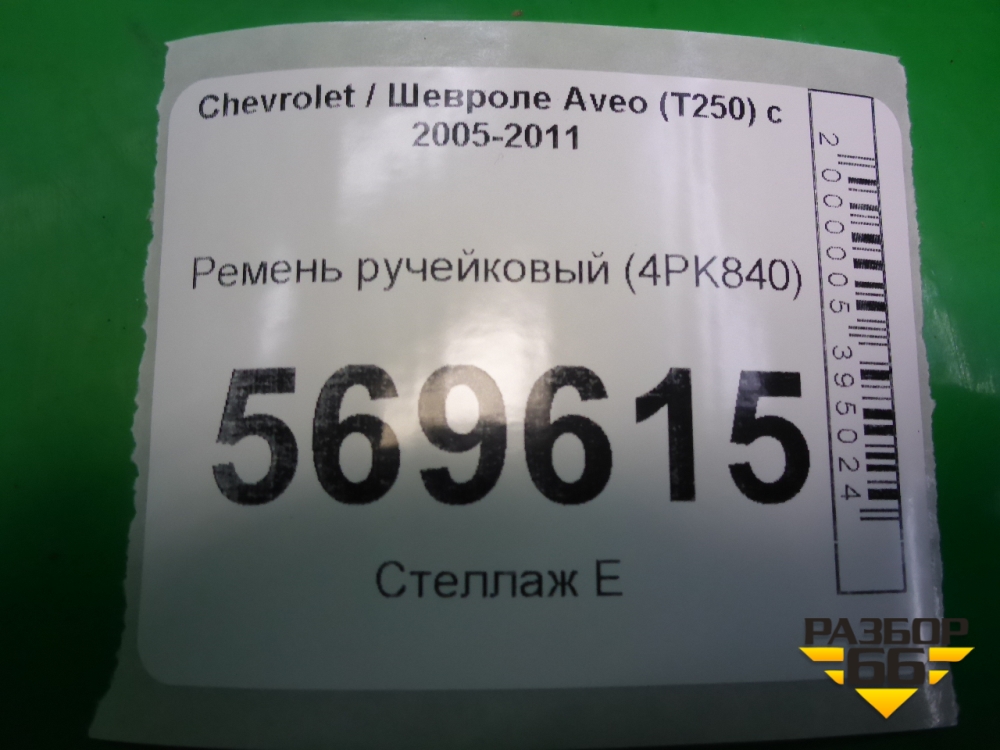 Chevrolet / Шевроле Aveo (T250) с
2005-2011
Ремень ручейковый (4PK840)
569615
Стеллаж Е
2000005395024
РАЗБОР
66